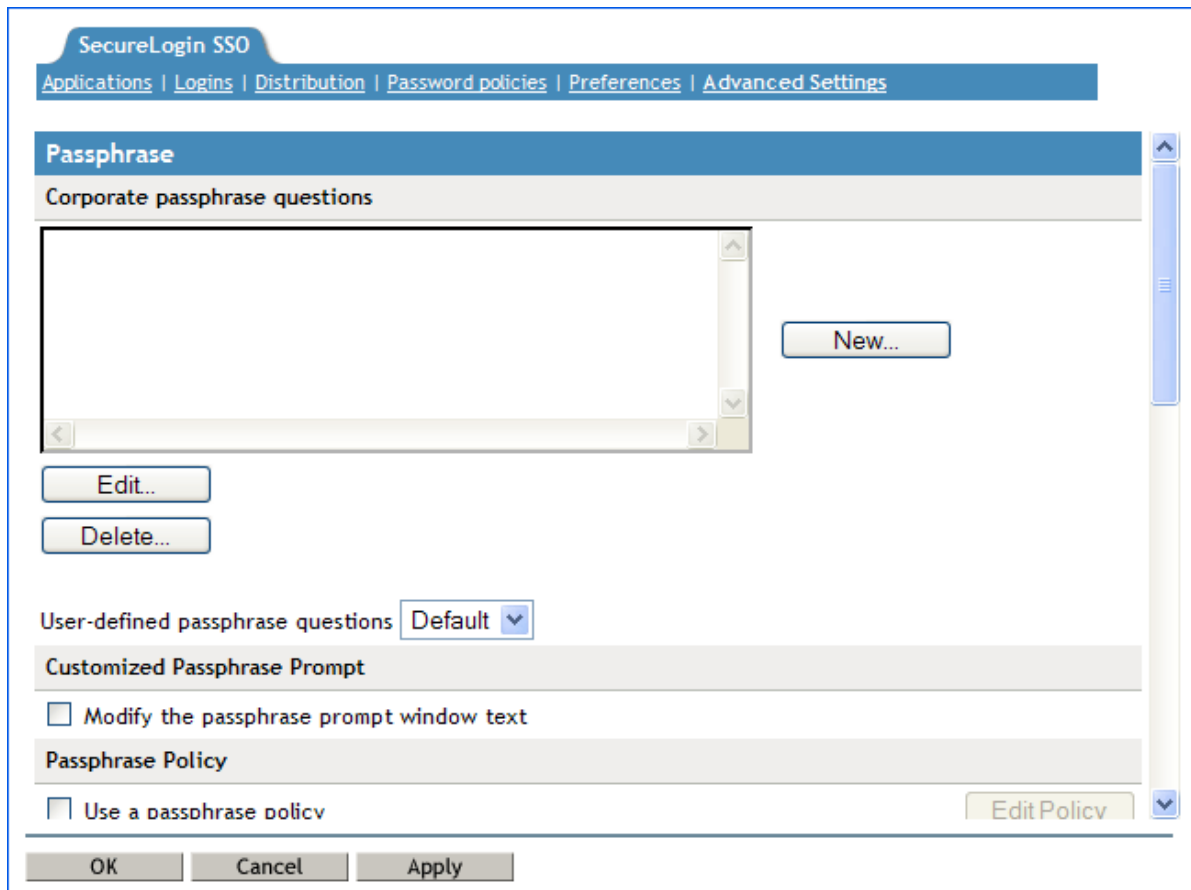 SecureLogin SSO
Applications | Logins | Distribution | Password policies | Preferences | Advanced Settings
Passphrase
Corporate passphrase questions
New...
Edit...
Delete...
User-defined passphrase questions Default
Customized Passphrase Prompt
Modify the passphrase prompt window text
Passphrase Policy
Use a passphrase policy Edit Policy
OK Cancel Apply